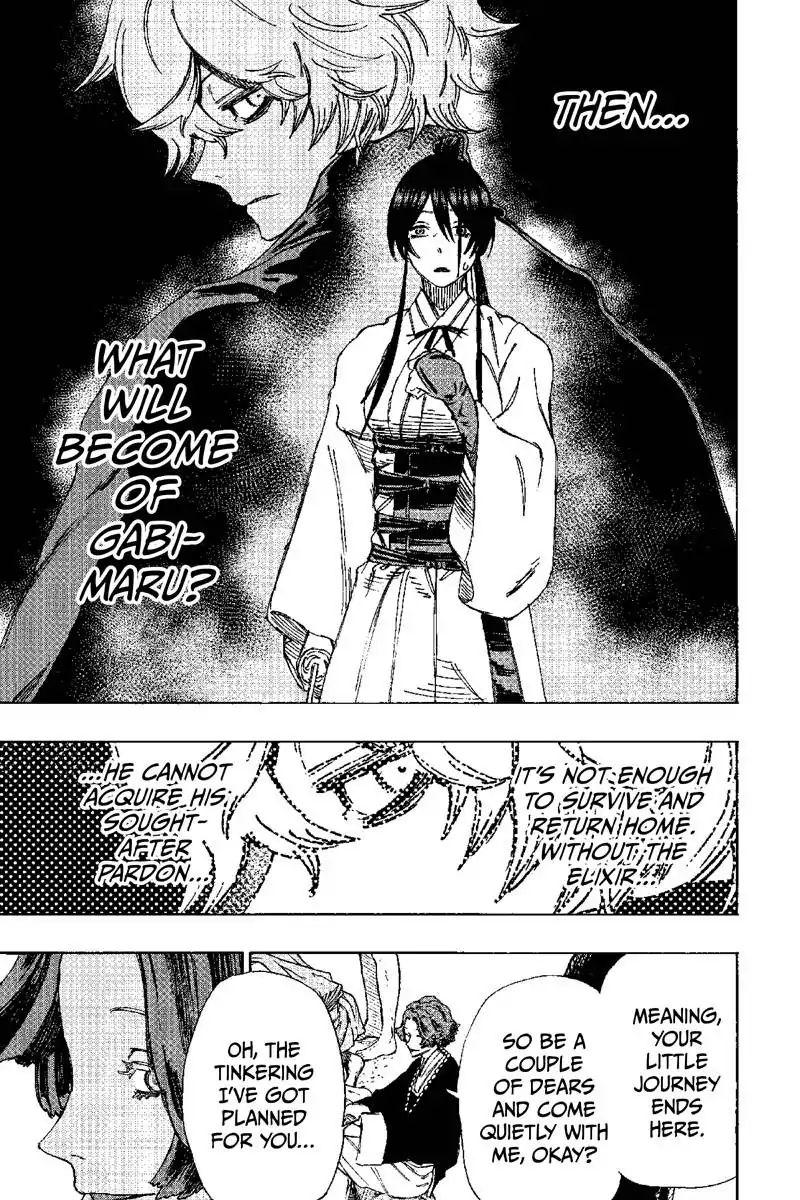 THEN...
WHAT
WILL
BECOME
OF
GABI-
MARU?
IT'S NOT ENOUGH
TO SURVIVE AND
RETURN HOME.
WITHOUT THE
ELIXIR...
...HE CANNOT
ACQUIRE HIS
SOUGHT-
AFTER
PARDON...
MEANING,
YOUR
LITTLE
JOURNEY
ENDS
HERE.
SO BE A
COUPLE
OF DEARS
AND COME
QUIETLY WITH
ME, OKAY?
OH, THE
TINKERING
I'VE GOT
PLANNED
FOR YOU...